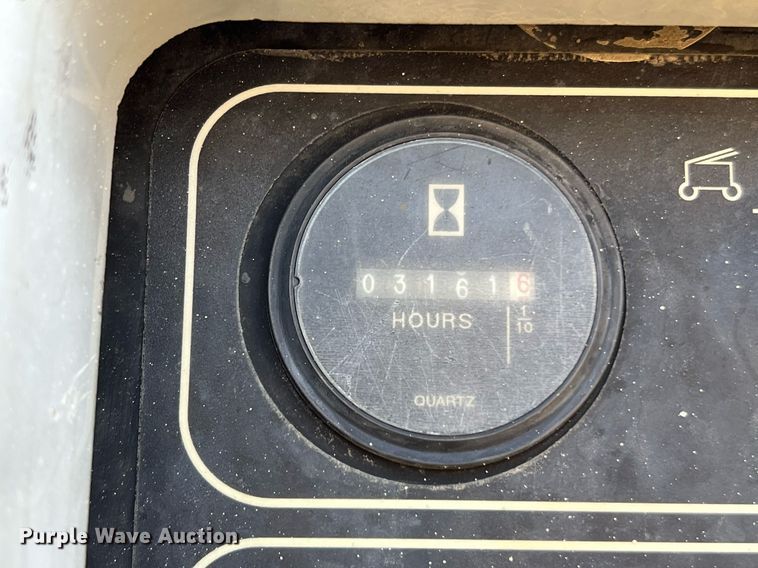 031616
HOURS
1/10
QUARTZ
Purple Wave Auction